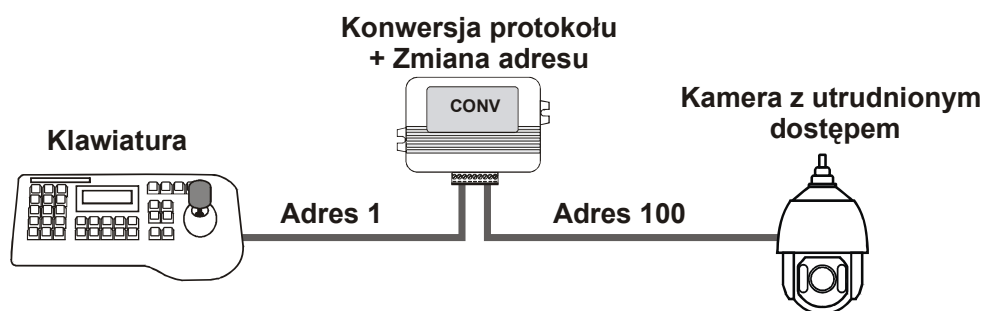 Konwersja protokołu
+ Zmiana adresu
CONV
Kamera z utrudnionym
dostępem
Klawiatura
Adres 1
Adres 100